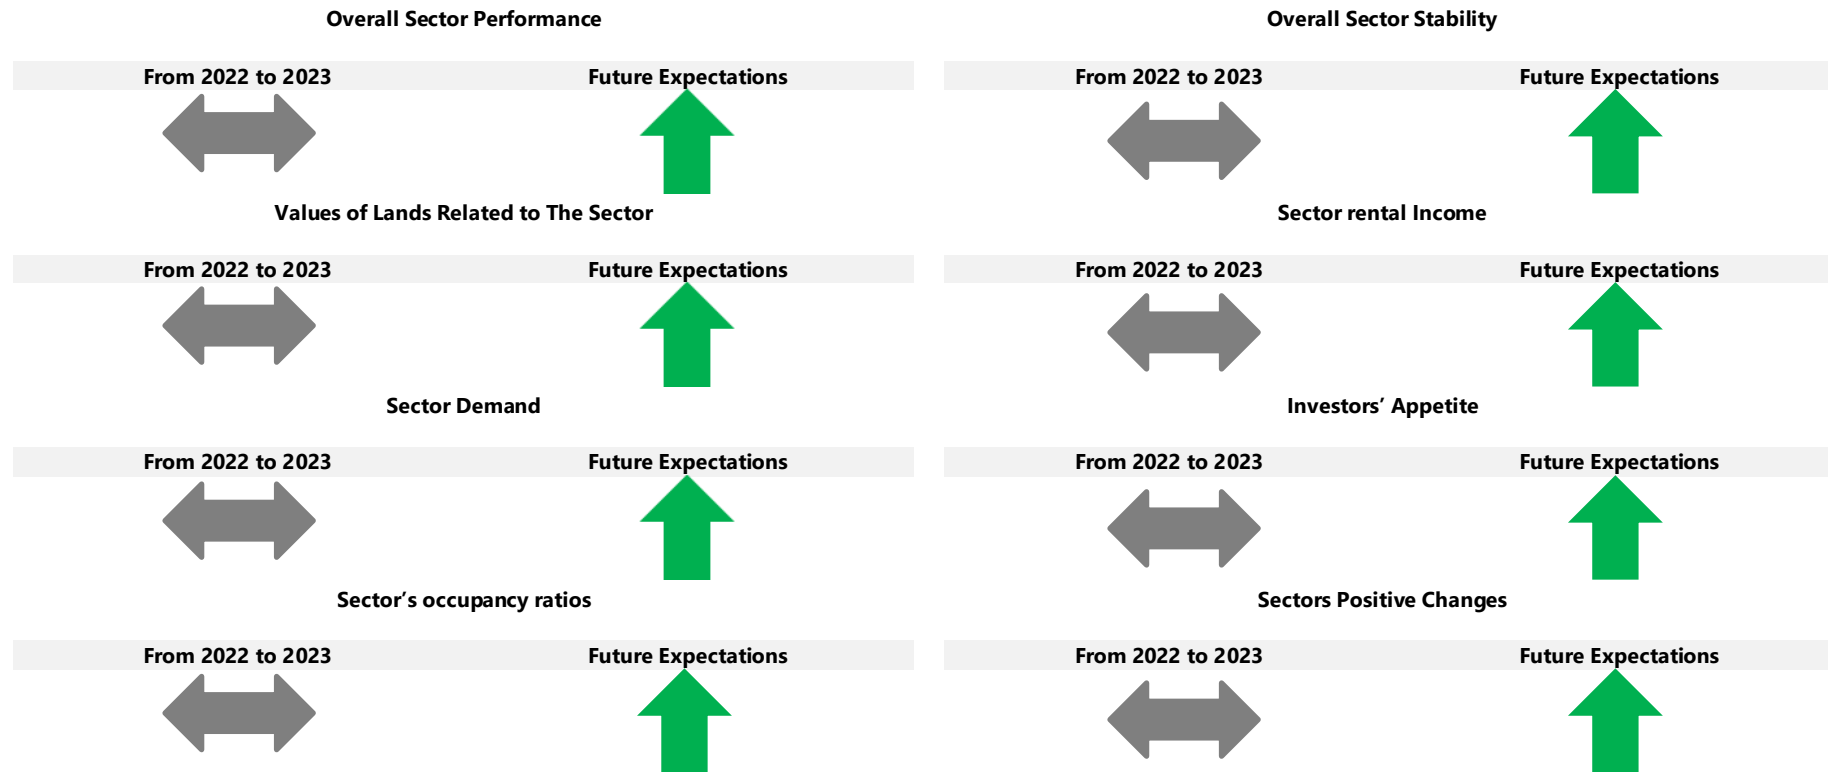 Overall Sector Performance
Overall Sector Stability
From 2022 to 2023
Future Expectations
From 2022 to 2023
Future Expectations
Values of Lands Related to The Sector
Sector rental Income
From 2022 to 2023
Future Expectations
From 2022 to 2023
Future Expectations
Sector Demand
Investors’ Appetite
From 2022 to 2023
Future Expectations
From 2022 to 2023
Future Expectations
Sector’s occupancy ratios
Sectors Positive Changes
From 2022 to 2023
Future Expectations
From 2022 to 2023
Future Expectations